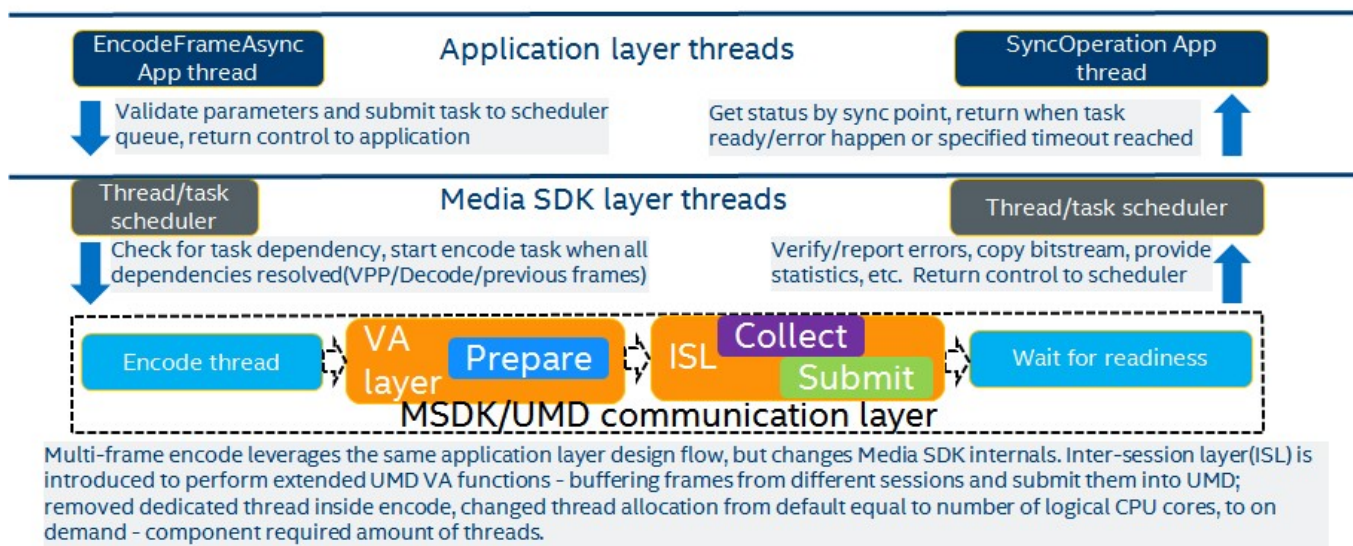 EncodeFrameAsync
App thread
Application layer threads
SyncOperation App
thread
Validate parameters and submit task to scheduler
queue, return control to application
Get status by sync point, return when task
ready/error happen or specified timeout reached
Thread/task
scheduler
Media SDK layer threads
Thread/task scheduler
Check for task dependency, start encode task when all
dependencies resolved(VPP/Decode/previous frames)
Verify/report errors, copy bitstream, provide
statistics, etc. Return control to scheduler
Encode thread
VA
layer
Prepare
ISL
Collect
Submit
Wait for readiness
MSDK/UMD communication layer
Multi-frame encode leverages the same application layer design flow, but changes Media SDK internals. Inter-session layer(ISL) is
introduced to perform extended UMD VA functions - buffering frames from different sessions and submit them into UMD;
removed dedicated thread inside encode, changed thread allocation from default equal to number of logical CPU cores, to on
demand - component required amount of threads.